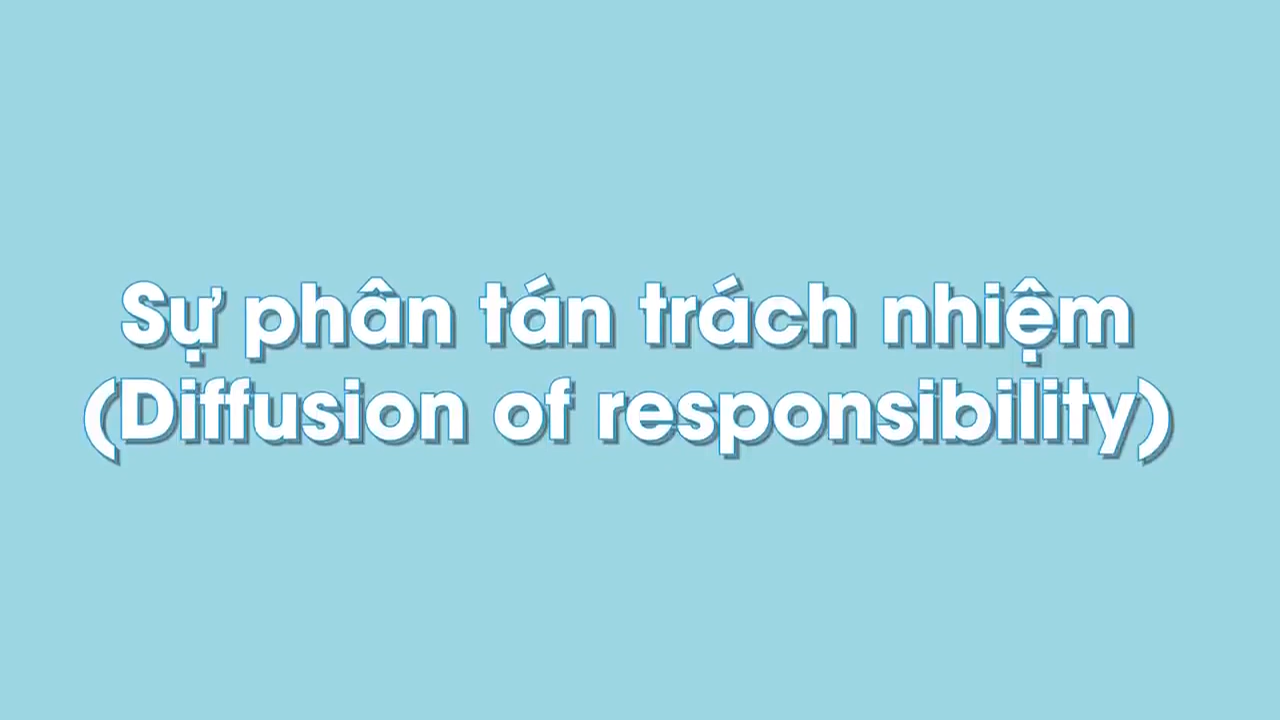 Sự phân tán trách nhiệm
(Diffusion of responsibility)